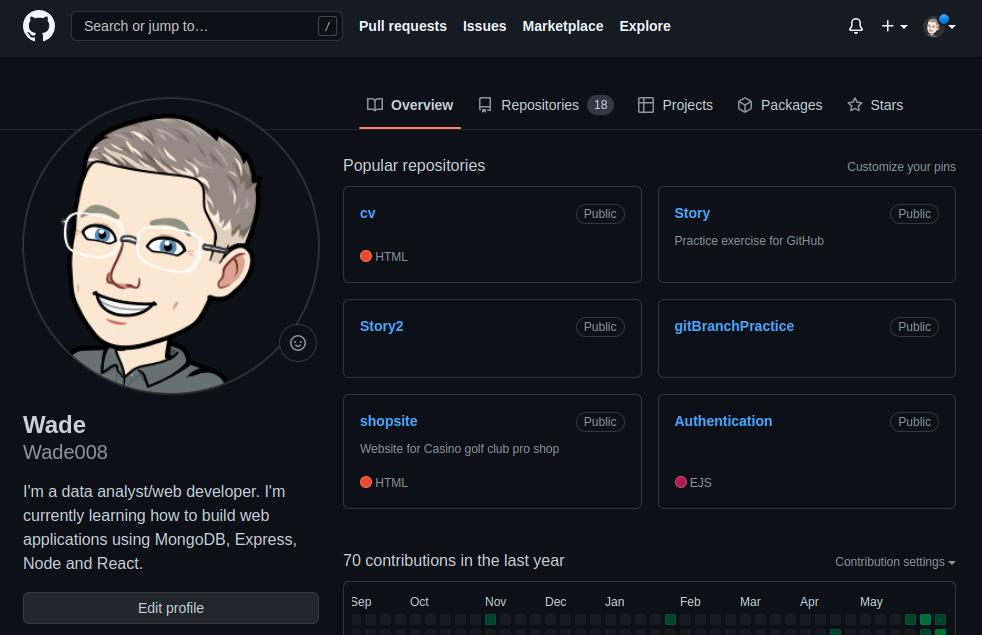 Search or jump to… / Pull requests Issues Marketplace Explore
Overview Repositories 18 Projects Packages Stars
Popular repositories Customize your pins
cv Public
HTML
Story Public
Practice exercise for GitHub
Story2 Public
gitBranchPractice Public
shopsite Public
Website for Casino golf club pro shop
HTML
Authentication Public
EJS
Wade
Wade008
I'm a data analyst/web developer. I'm
currently learning how to build web
applications using MongoDB, Express,
Node and React.
Edit profile
70 contributions in the last year Contribution settings
Sep Oct Nov Dec Jan Feb Mar Apr May